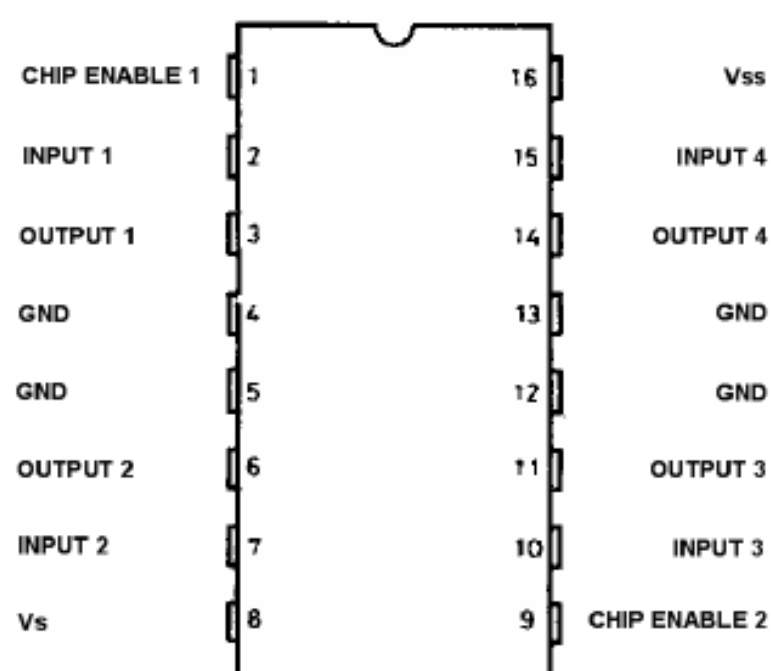 CHIP ENABLE 1 1 16 Vss
INPUT 1 2 15 INPUT 4
OUTPUT 1 3 14 OUTPUT 4
GND 4 13 GND
GND 5 12 GND
OUTPUT 2 6 11 OUTPUT 3
INPUT 2 7 10 INPUT 3
Vs 8 9 CHIP ENABLE 2